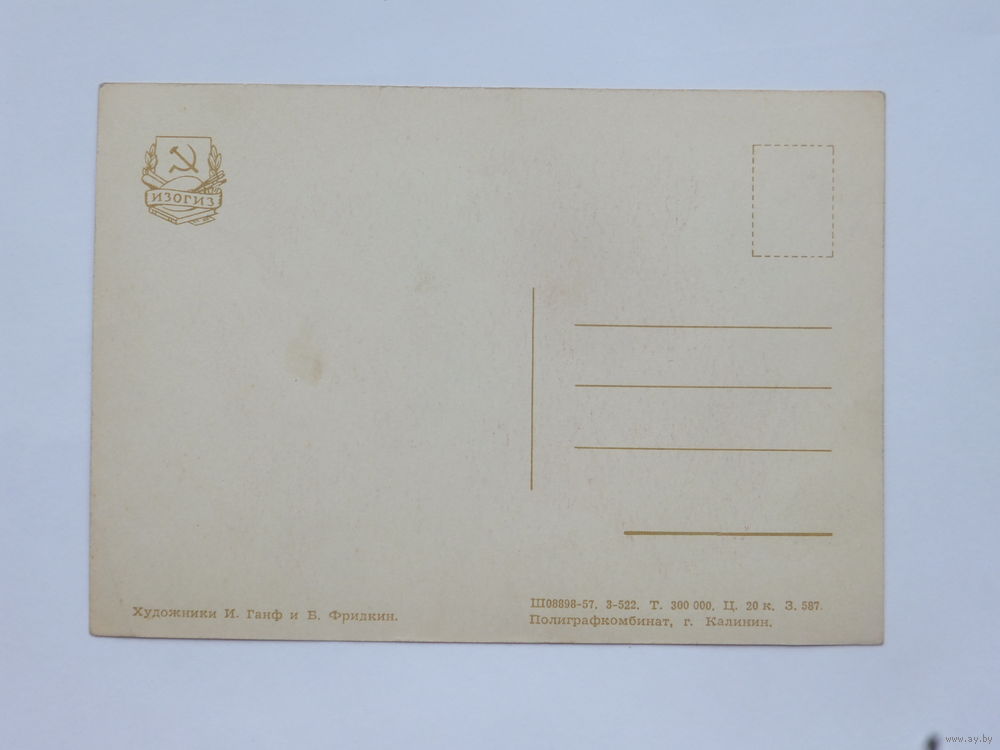 ИЗОГИЗ
Художники И. Ганф и Б. Фридкин.
Ш08898-57. 3-522. Т. 300 000. Ц. 20 к. З. 587.
Полиграфкомбинат, г. Калинин.
www.ay.by